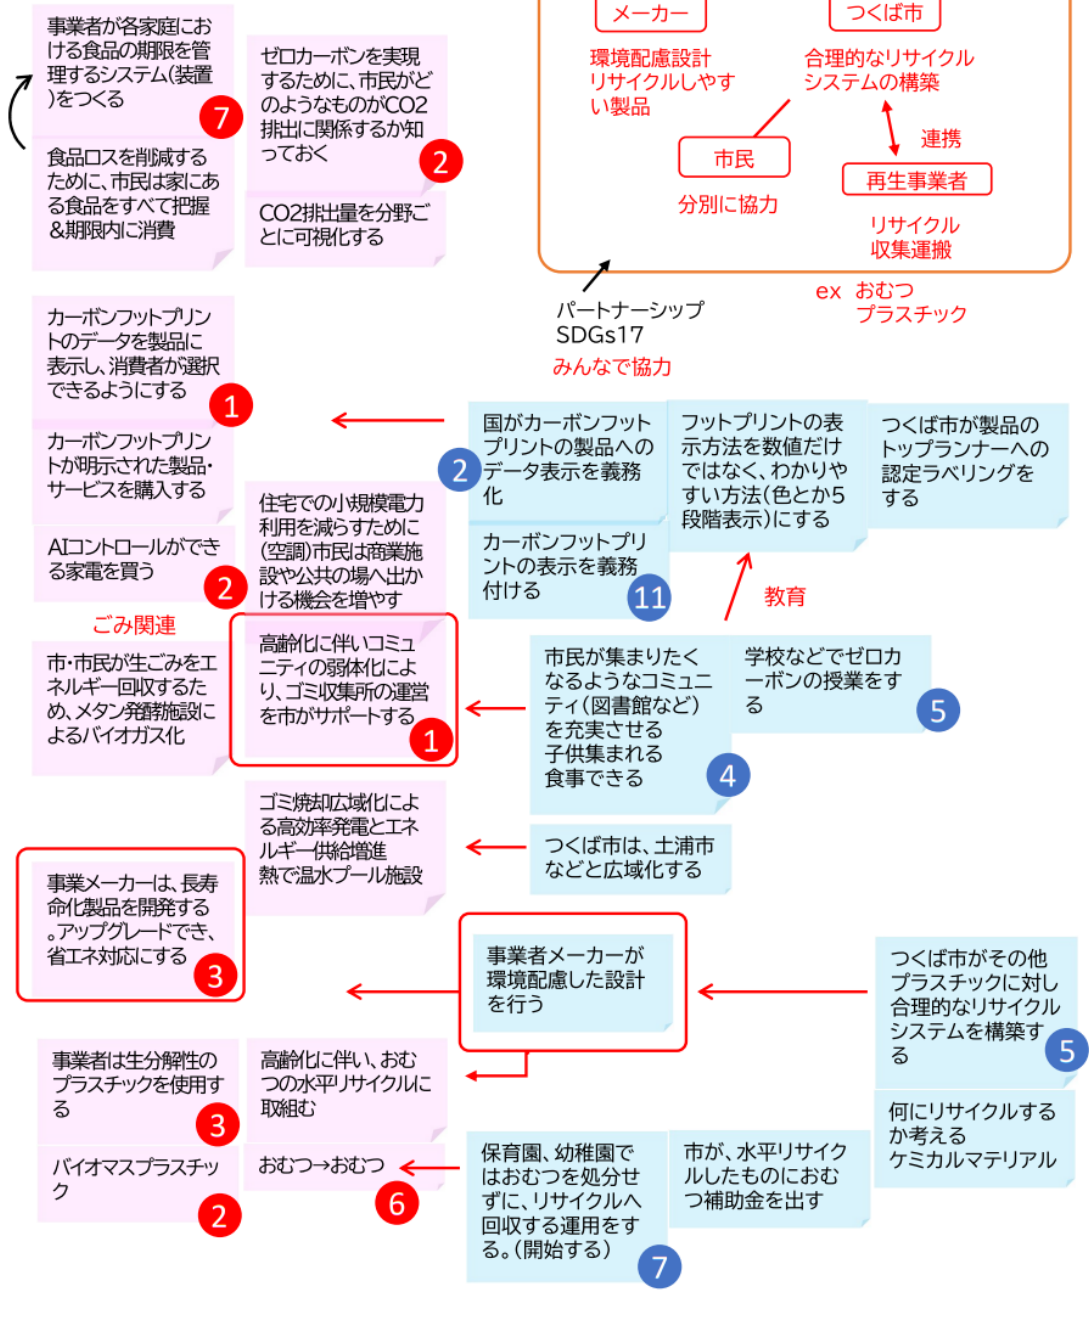 事業者が各家庭にお
ける食品の期限を管
理するシステム(装置
)をつくる
7
食品ロスを削減する
ために、市民は家にあ
る食品をすべて把握
&期限内に消費
ゼロカーボンを実現
するために、市民がど
のようなものがCO2
排出に関係するか知
っておく
2
CO2排出量を分野ご
とに可視化する
メーカー
環境配慮設計
リサイクルしやす
い製品
つくば市
合理的なリサイクル
システムの構築
市民
分別に協力
連携
再生事業者
リサイクル
収集運搬
パートナーシップ
SDGs17
みんなで協力
ex おむつ
プラスチック
カーボンフットプリン
トのデータを製品に
表示し、消費者が選択
できるようにする
1
カーボンフットプリン
トが明示された製品・
サービスを購入する
AIコントロールができ
る家電を買う
2
住宅での小規模電力
利用を減らすために
(空調)市民は商業施
設や公共の場へ出か
ける機会を増やす
国がカーボンフット
プリントの製品への
データ表示を義務
化
2
カーボンフットプリ
ントの表示を義務
付ける
11
フットプリントの表
示方法を数値だけ
ではなく、わかりや
すい方法(色とか5
段階表示)にする
つくば市が製品の
トップランナーへの
認定ラベリングを
する
教育
ごみ関連
市・市民が生ごみをエ
ネルギー回収するた
め、メタン発酵施設に
よるバイオガス化
高齢化に伴いコミュ
ニティの弱体化によ
り、ゴミ収集所の運営
を市がサポートする
1
市民が集まりたく
なるようなコミュニ
ティ(図書館など)
を充実させる
子供集まれる
食事できる
4
学校などでゼロカ
ーボンの授業をす
る
5
ゴミ焼却広域化によ
る高効率発電とエネ
ルギー供給増進
熱で温水プール施設
つくば市は、土浦市
などと広域化する
事業メーカーは、長寿
命化製品を開発する
。アップグレードでき、
省エネ対応にする
3
事業者メーカーが
環境配慮した設計
を行う
つくば市がその他
プラスチックに対し
合理的なリサイクル
システムを構築す
る
5
何にリサイクルする
か考える
ケミカルマテリアル
事業者は生分解性の
プラスチックを使用す
る
3
バイオマスプラスチッ
ク
2
高齢化に伴い、おむ
つの水平リサイクルに
取組む
おむつ→おむつ
6
保育園、幼稚園で
はおむつを処分せ
ずに、リサイクルへ
回収する運用をす
る。(開始する)
7
市が、水平リサイク
ルしたものにおむ
つ補助金を出す